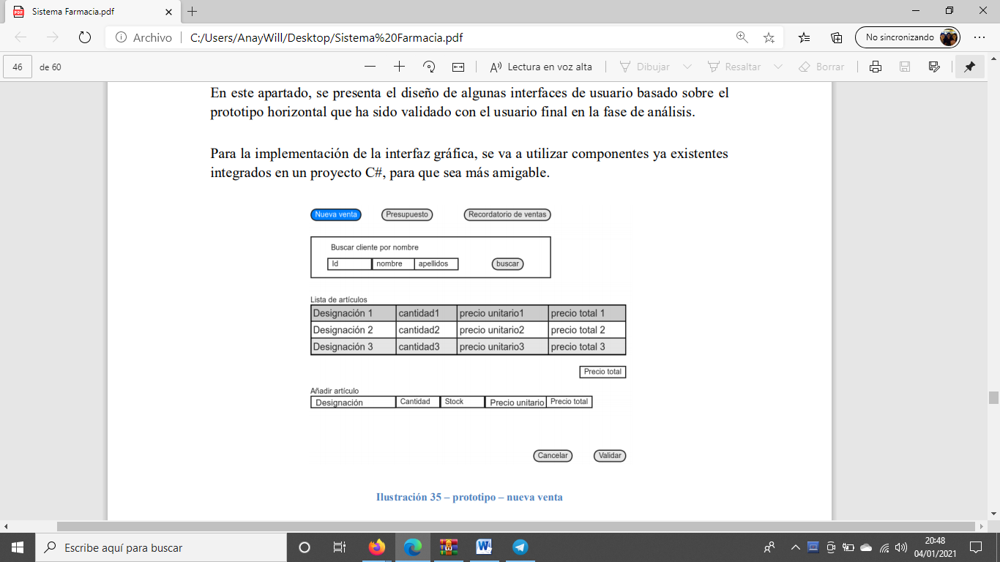 Sistema Farmacia.pdf
Archivo
C:/Users/AnayWill/Desktop/Sistema%20Farmacia.pdf
No sincronizando
46 de 60
Lectura en voz alta
Dibujar
Resaltar
Borrar
En este apartado, se presenta el diseño de algunas interfaces de usuario basado sobre el
prototipo horizontal que ha sido validado con el usuario final en la fase de análisis.
Para la implementación de la interfaz gráfica, se va a utilizar componentes ya existentes
integrados en un proyecto C#, para que sea más amigable.
Nueva venta Presupuesto Recordatorio de ventas
Buscar cliente por nombre
Id nombre apellidos buscar
Lista de artículos
Designación 1 cantidad1 precio unitario1 precio total 1
Designación 2 cantidad2 precio unitario2 precio total 2
Designación 3 cantidad3 precio unitario3 precio total 3
Precio total
Añadir artículo
Designación Cantidad Stock Precio unitario Precio total
Cancelar Validar
Ilustración 35 – prototipo – nueva venta
Escribe aquí para buscar
20:48
04/01/2021